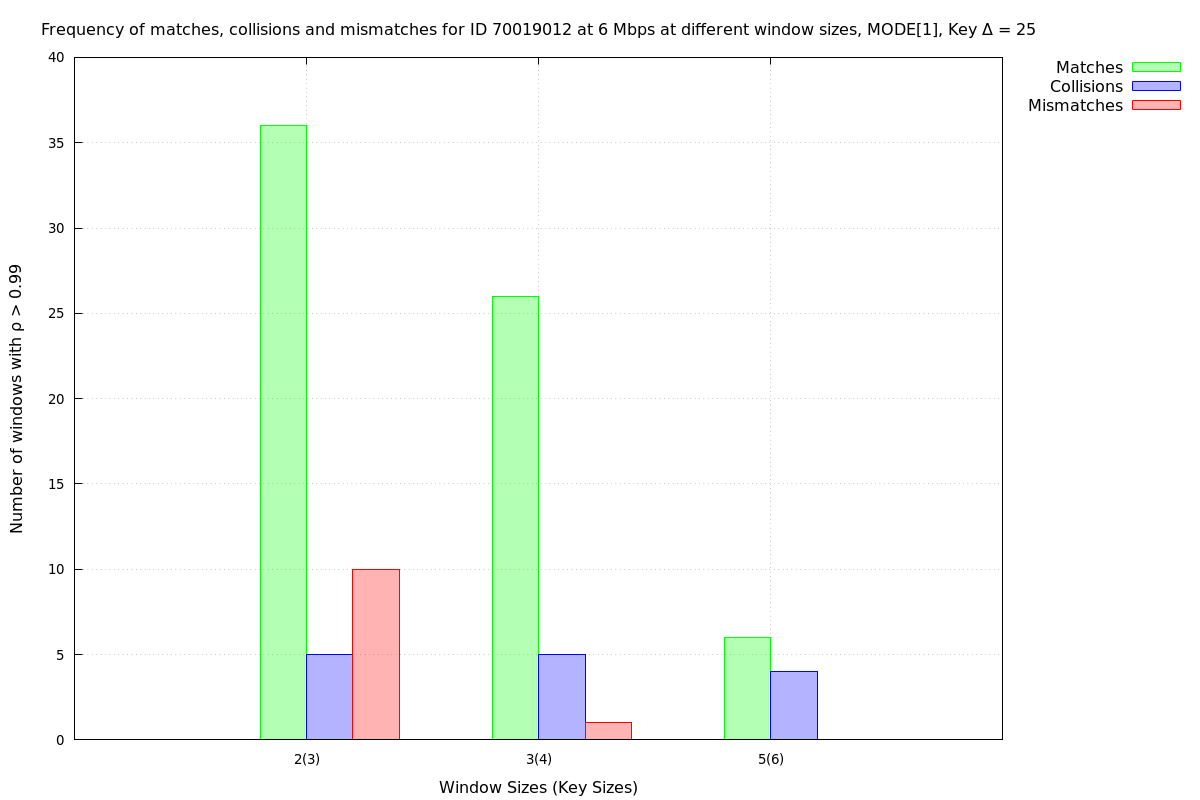 Frequency of matches, collisions and mismatches for ID 70019012 at 6 Mbps at different window sizes, MODE[1], Key Δ = 25
Matches
Collisions
Mismatches
Number of windows with ρ > 0.99
40
35
30
25
20
15
10
5
0
2(3)
3(4)
5(6)
Window Sizes (Key Sizes)